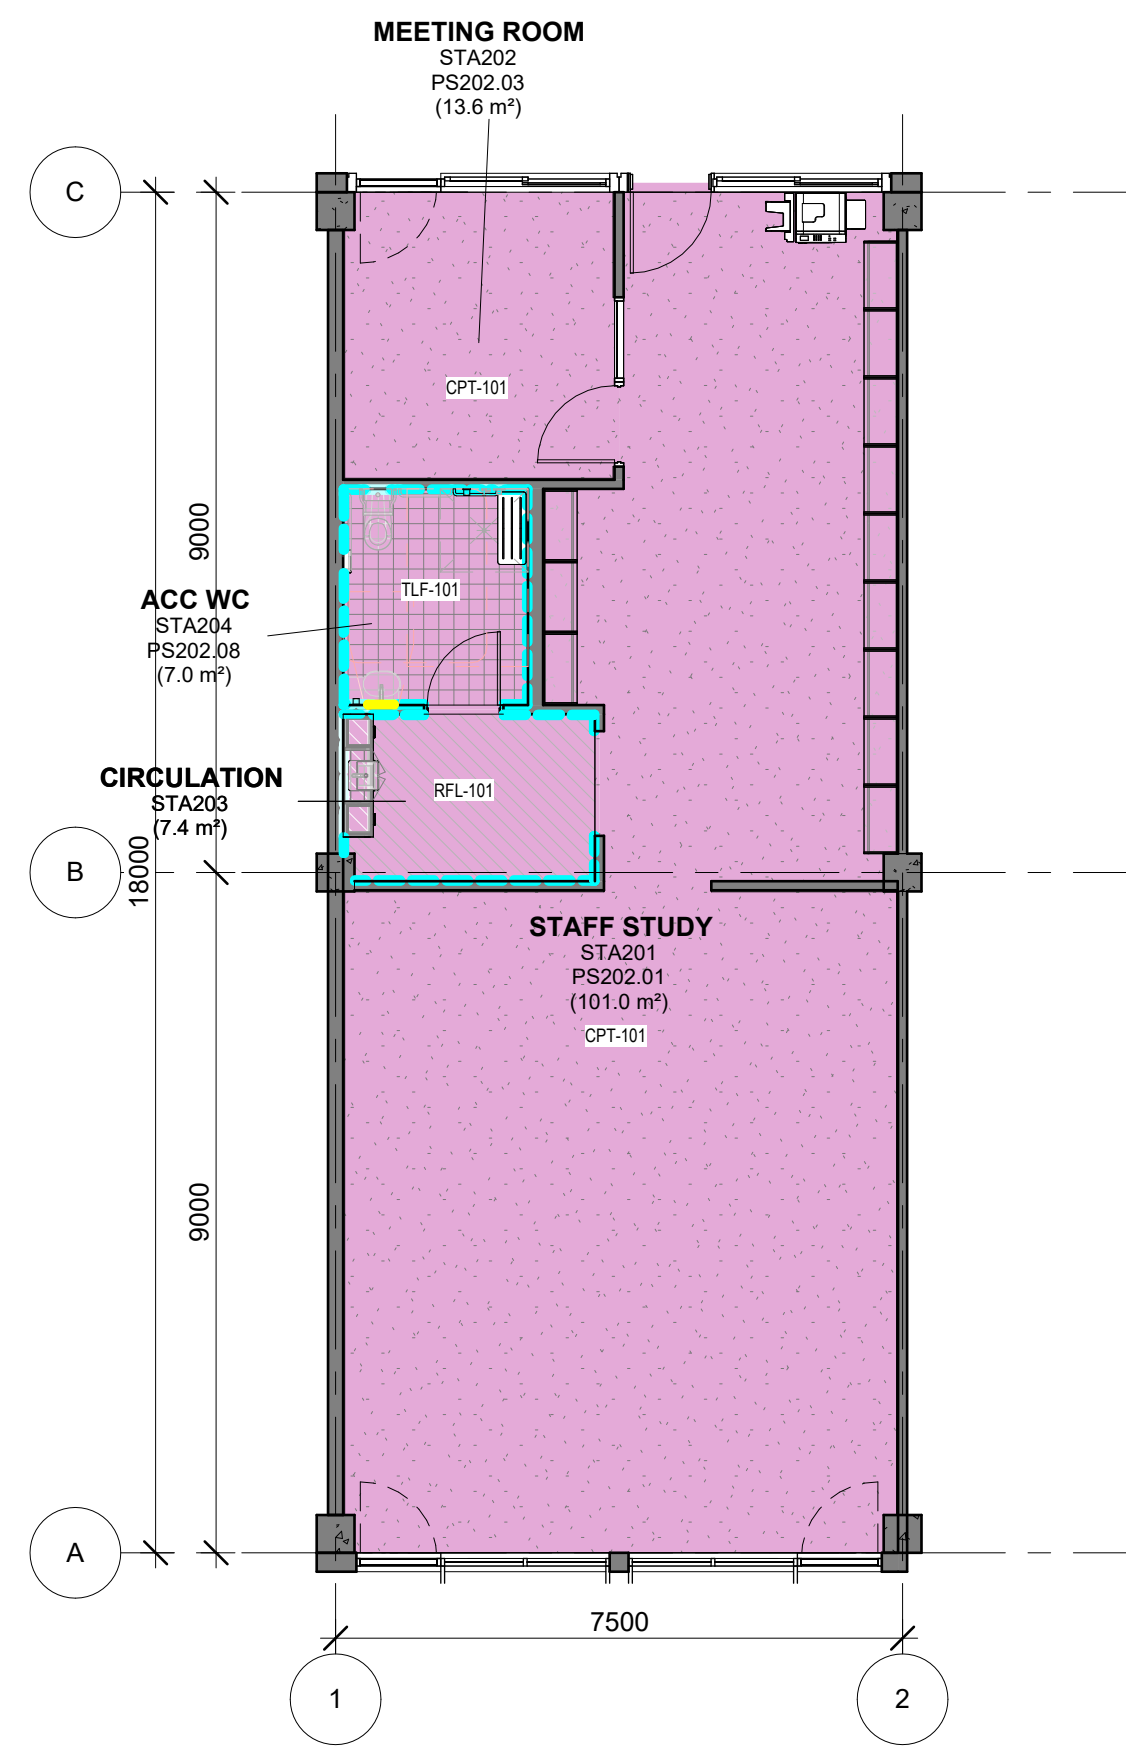 MEETING ROOM
STA202
PS202.03
(13.6 m²)
C
CPT-101
9000
TLF-101
ACC WC
STA204
PS202.08
(7.0 m²)
CIRCULATION
STA203
(7.4 m²)
RFL-101
B
18000
STAFF STUDY
STA201
PS202.01
(101.0 m²)
CPT-101
9000
A
7500
1
2